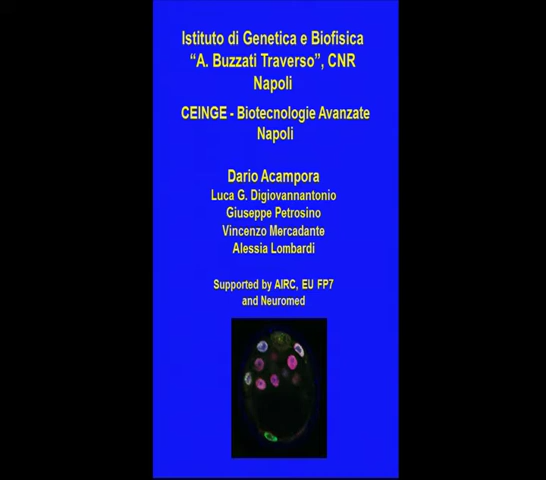 Istituto di Genetica e Biofisica
“A. Buzzati Traverso”, CNR
Napoli
CEINGE - Biotecnologie Avanzate
Napoli
Dario Acampora
Luca G. Digiovannantonio
Giuseppe Petrosino
Vincenzo Mercadante
Alessia Lombardi
Supported by AIRC, EU FP7
and Neuromed